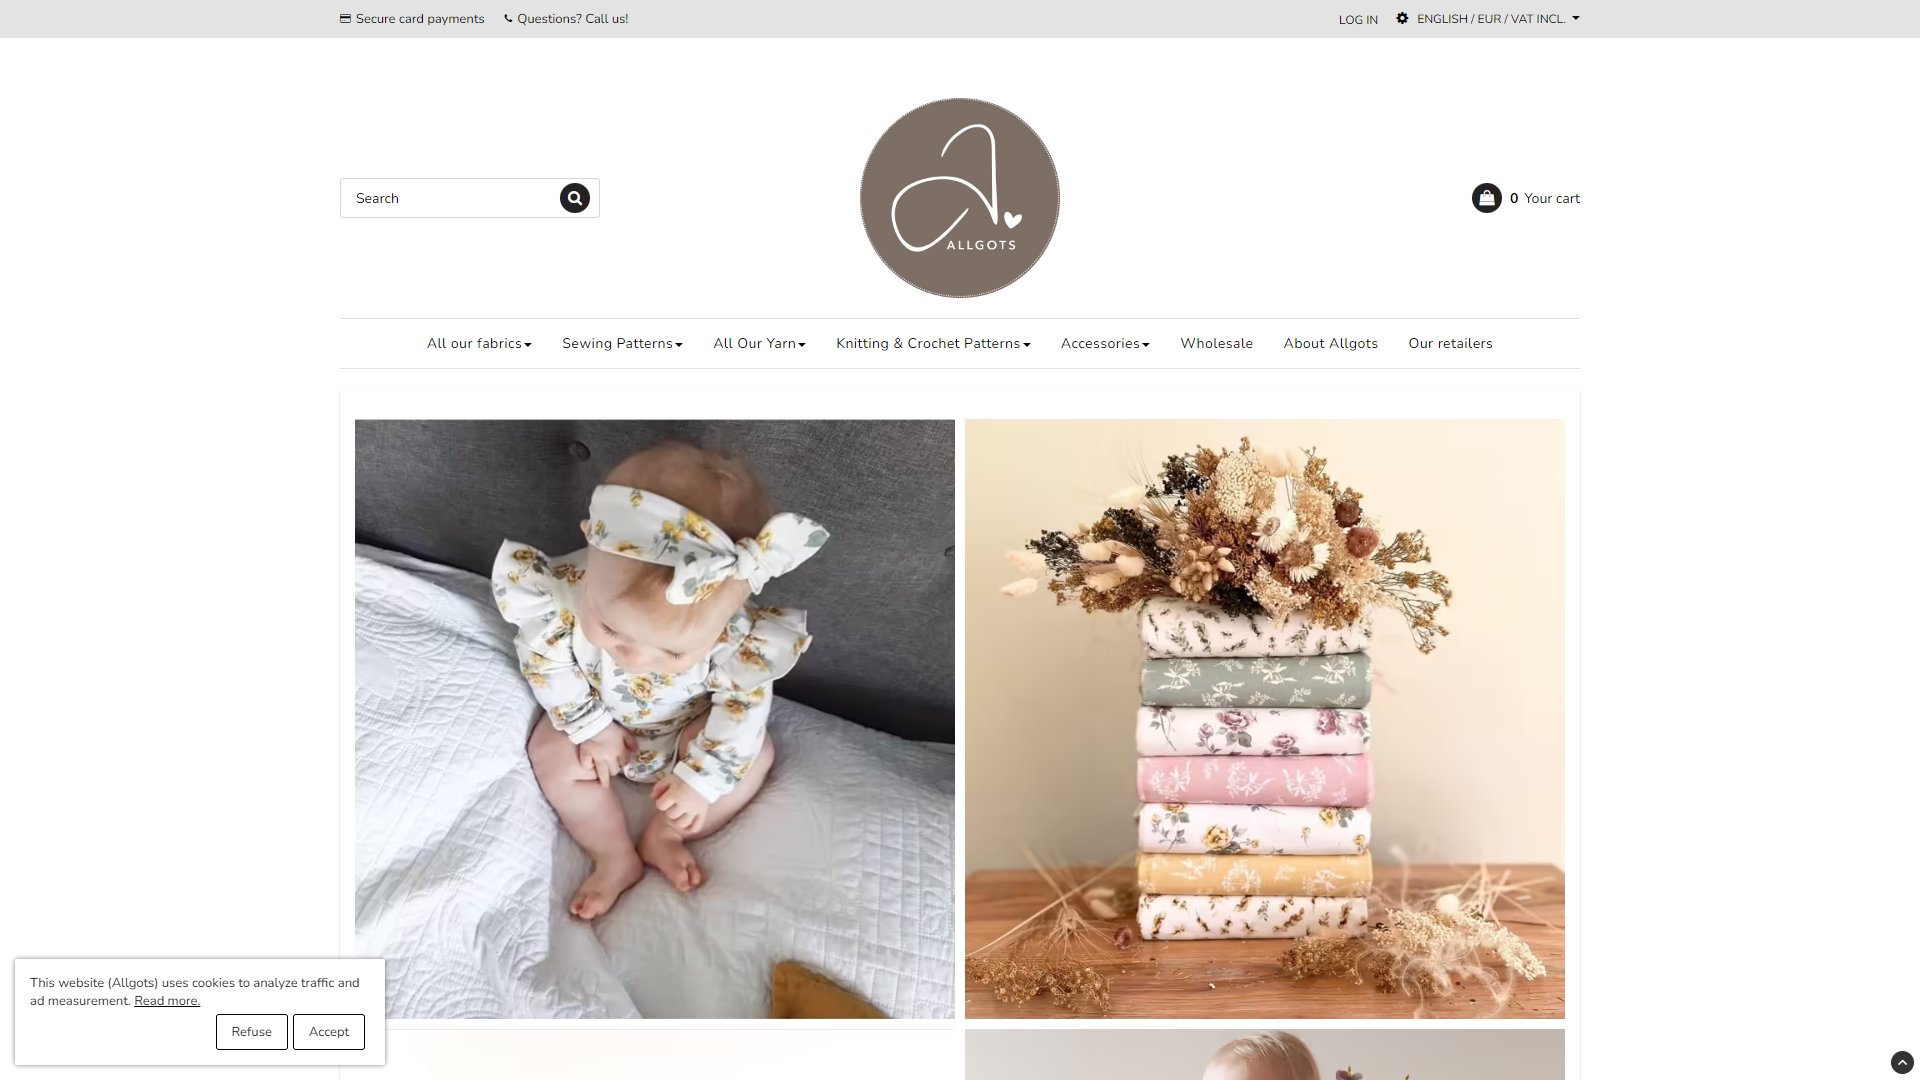 Secure card payments
Questions? Call us!
LOG IN
ENGLISH / EUR / VAT INCL.
Search
ALLGOTS
0 Your cart
All our fabrics
Sewing Patterns
All Our Yarn
Knitting & Crochet Patterns
Accessories
Wholesale
About Allgots
Our retailers
This website (Allgots) uses cookies to analyze traffic and
ad measurement. Read more.
Refuse
Accept